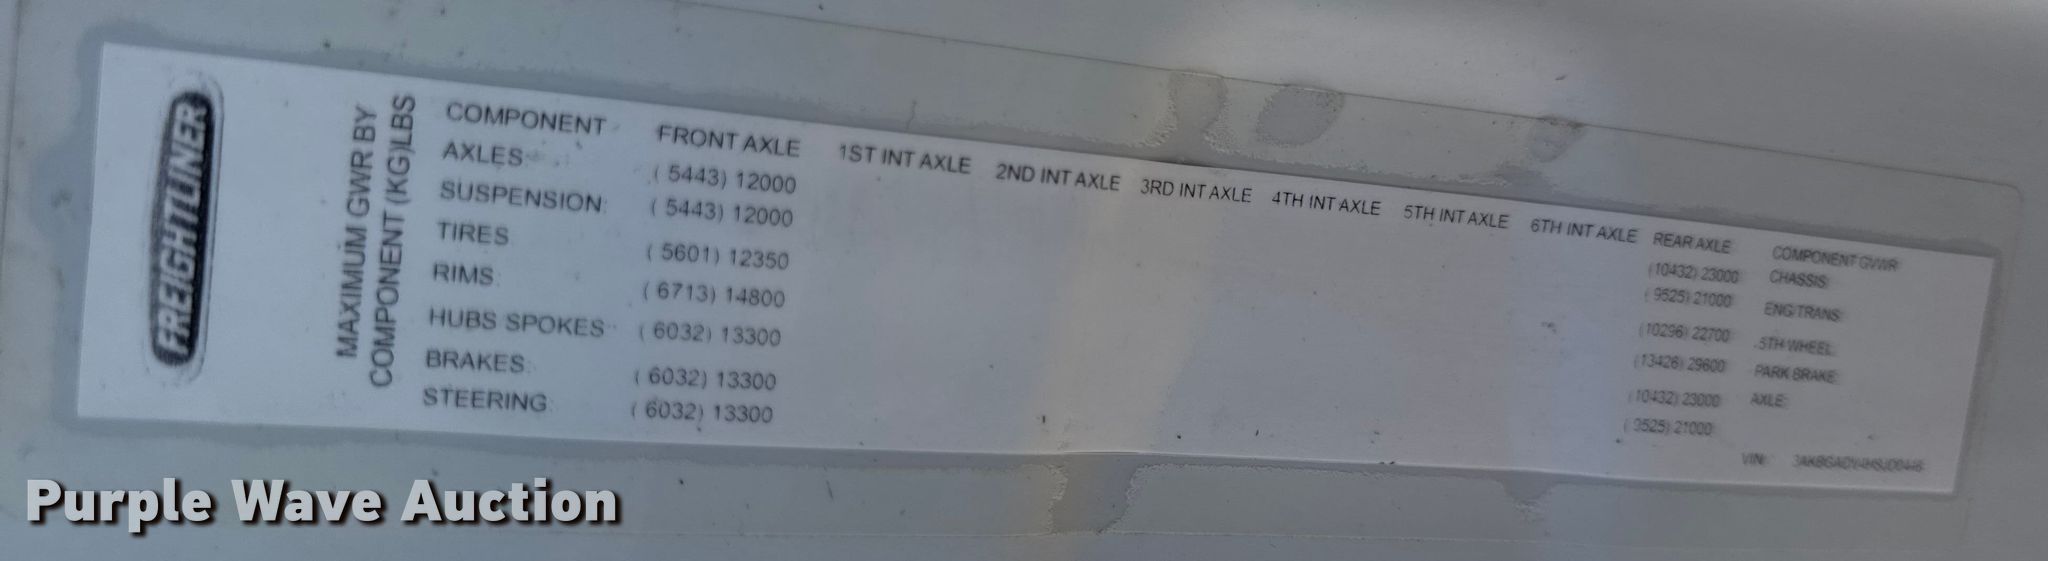 FREIGHTLINER
MAXIMUM GWR BY
COMPONENT (KG)LBS
COMPONENT FRONT AXLE 1ST INT AXLE 2ND INT AXLE 3RD INT AXLE 4TH INT AXLE 5TH INT AXLE 6TH INT AXLE REAR AXLE COMPONENT GVWR
AXLES: ( 5443) 12000 (10432) 23000 CHASSIS:
SUSPENSION: ( 5443) 12000 ( 9525) 21000 ENG/TRANS:
TIRES ( 5601) 12350 (10296) 22700 5TH WHEEL:
RIMS: ( 6713) 14800 (13426) 29600 PARK BRAKE:
HUBS SPOKES ( 6032) 13300 (10432) 23000 AXLE:
BRAKES: ( 6032) 13300 ( 9525) 21000
STEERING: ( 6032) 13300
VIN:
Purple Wave Auction